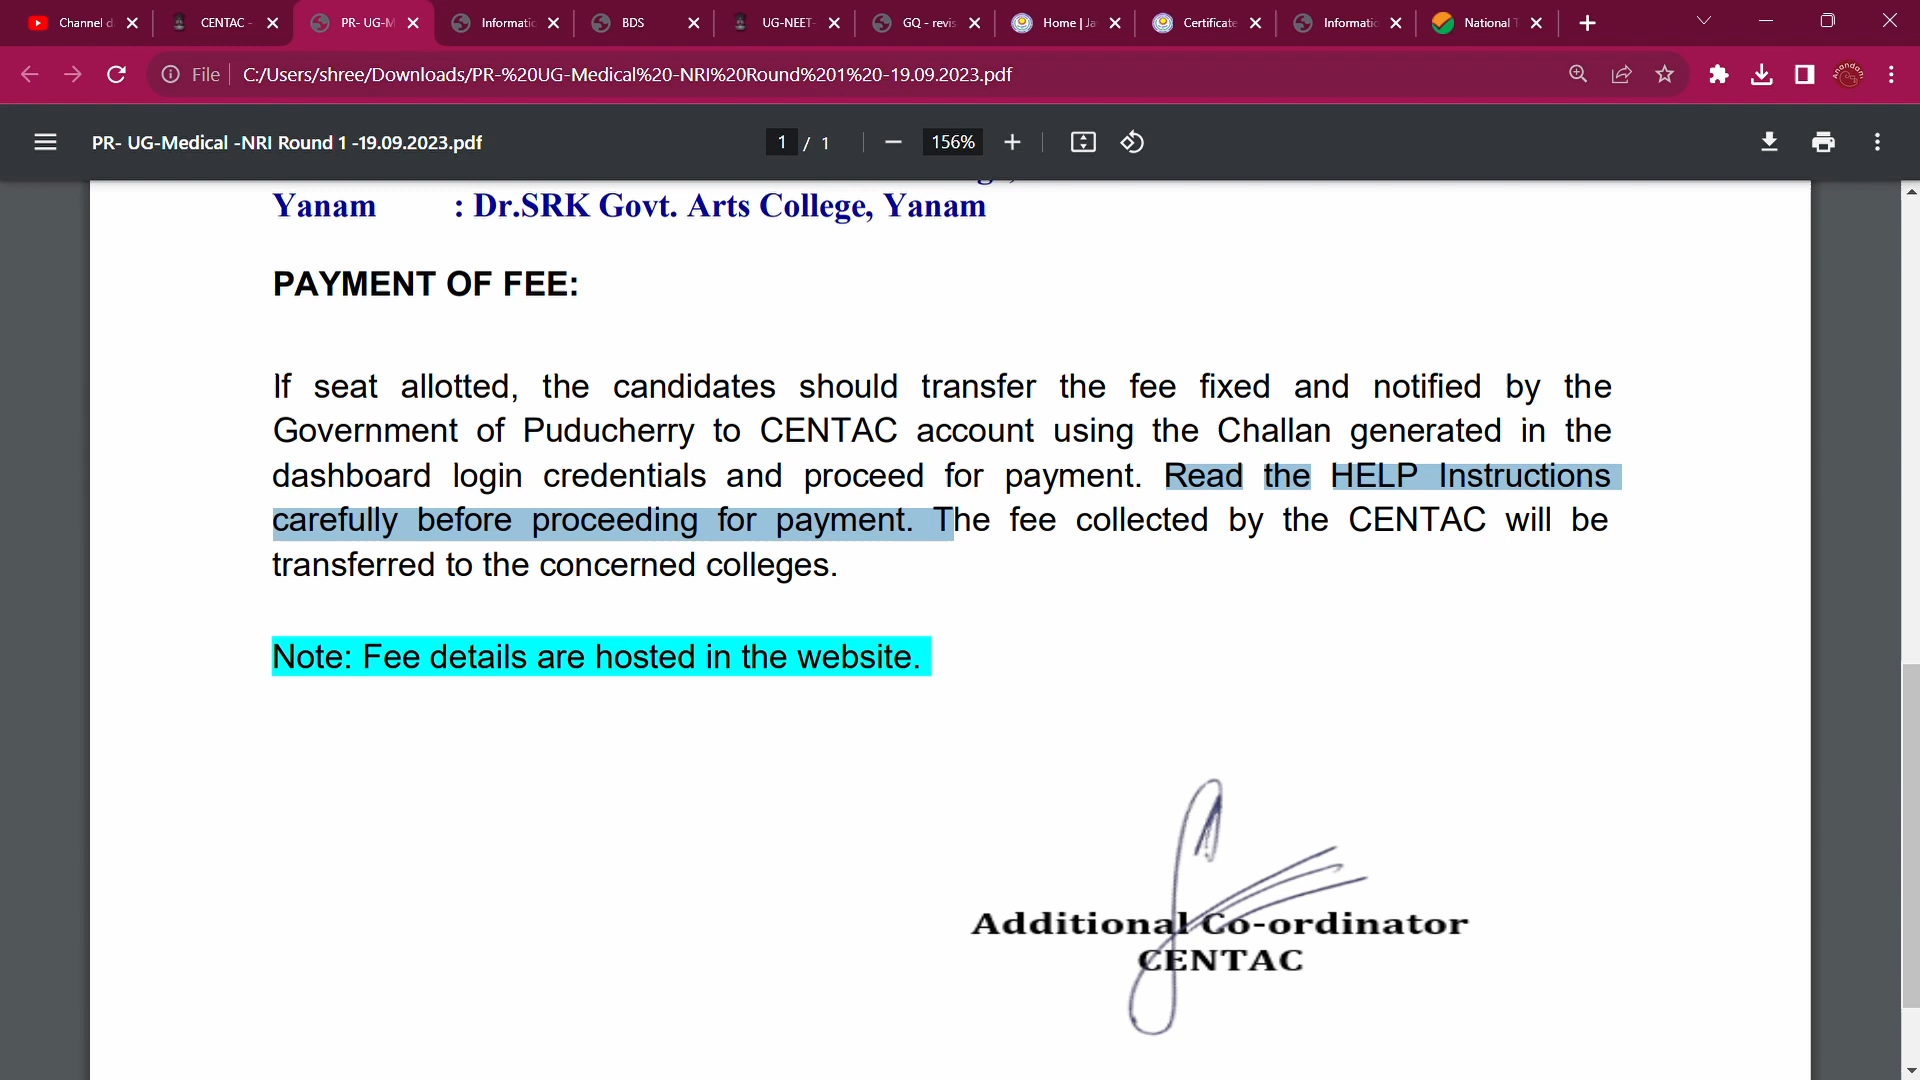 Channel d
CENTAC -
PR- UG-M
Informatic
BDS
UG-NEET-
GQ - revis
Home | Ja
Certificate
Informatic
National T
File
C:/Users/shree/Downloads/PR-%20UG-Medical%20-NRI%20Round%201%20-19.09.2023.pdf
PR- UG-Medical -NRI Round 1 -19.09.2023.pdf
1 / 1
156%
Yanam : Dr.SRK Govt. Arts College, Yanam
PAYMENT OF FEE:
If seat allotted, the candidates should transfer the fee fixed and notified by the
Government of Puducherry to CENTAC account using the Challan generated in the
dashboard login credentials and proceed for payment. Read the HELP Instructions
carefully before proceeding for payment. The fee collected by the CENTAC will be
transferred to the concerned colleges.
Note: Fee details are hosted in the website.
Additional Co-ordinator
CENTAC